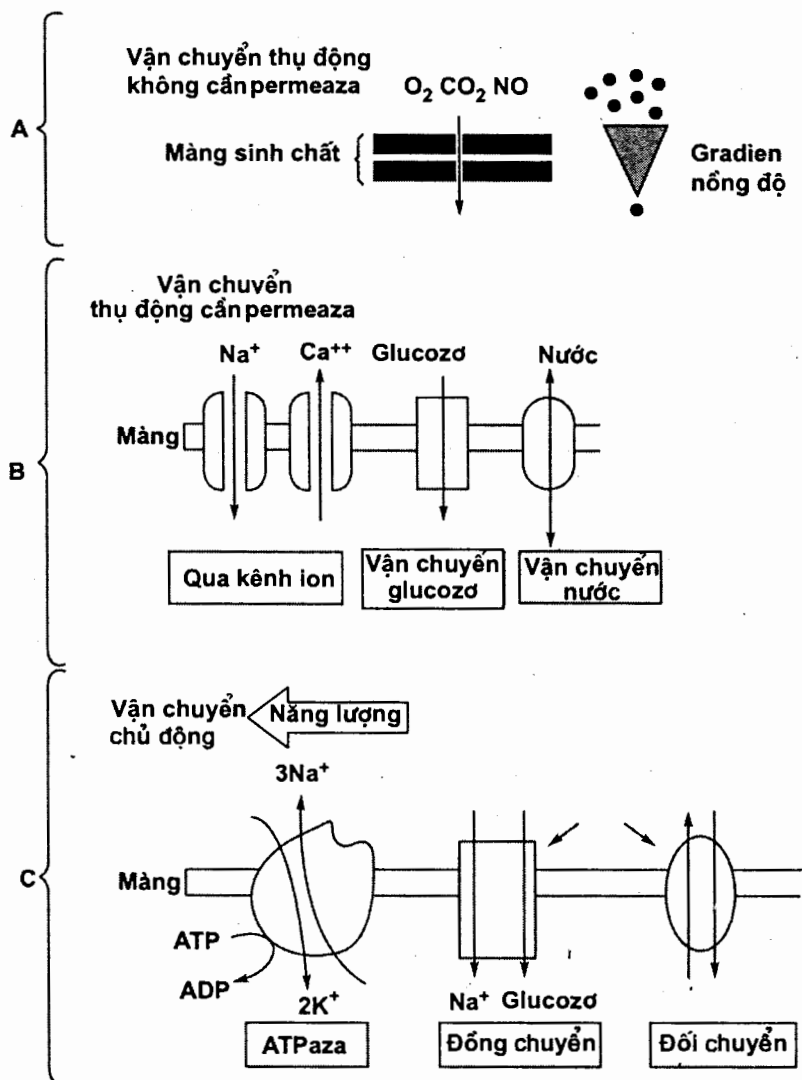 Vận chuyển thụ động
không cần permeaza
O₂ CO₂ NO
A
Màng sinh chất
Gradien
nồng độ
Vận chuyển
thụ động cần permeaza
Na⁺
Ca⁺⁺
Glucozơ
Nước
Màng
B
Qua kênh ion
Vận chuyển
glucozơ
Vận chuyển
nước
Vận chuyển
chủ động
Năng lượng
3Na⁺
C
Màng
ATP
ADP
2K⁺
Na⁺ Glucozơ
ATPaza
Đồng chuyển
Đối chuyển